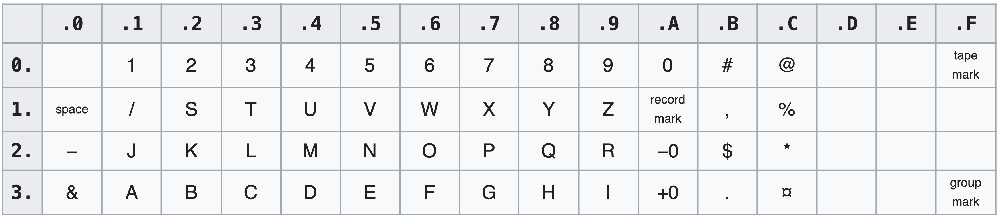 .0 .1 .2 .3 .4 .5 .6 .7 .8 .9 .A .B .C .D .E .F
0. 1 2 3 4 5 6 7 8 9 0 # @ tape mark
1. space / S T U V W X Y Z record mark , %
2. – J K L M N O P Q R –0 $ *
3. & A B C D E F G H I +0 . ¤ group mark